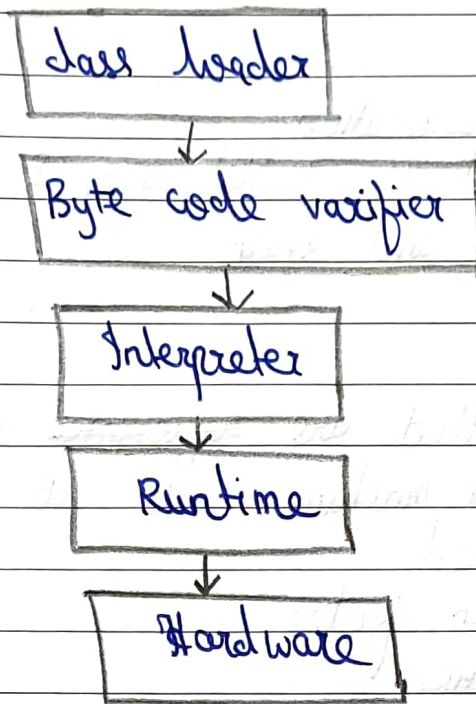 class loader
Byte code varifier
Interpreter
Runtime
Hardware